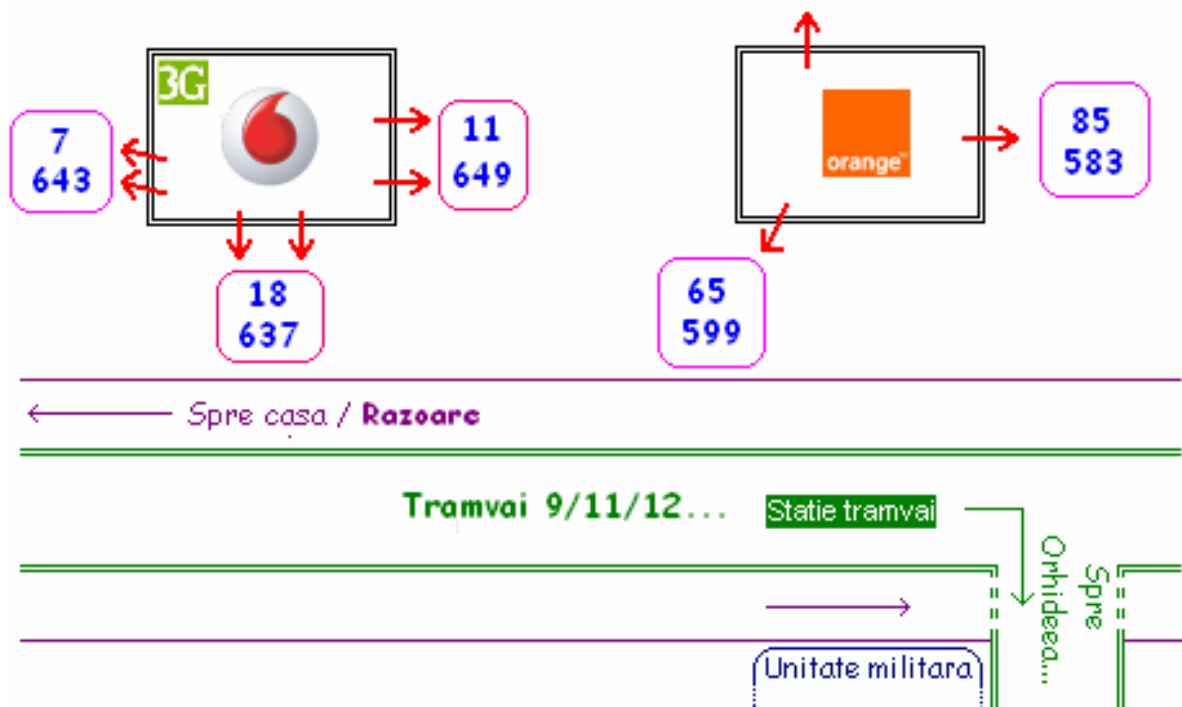 3G
7
643
11
649
18
637
orange™
85
583
65
599
Spre casa / Razoare
Tramvai 9/11/12...
Statie tramvai
Spre
Orhideea...
Unitate militara